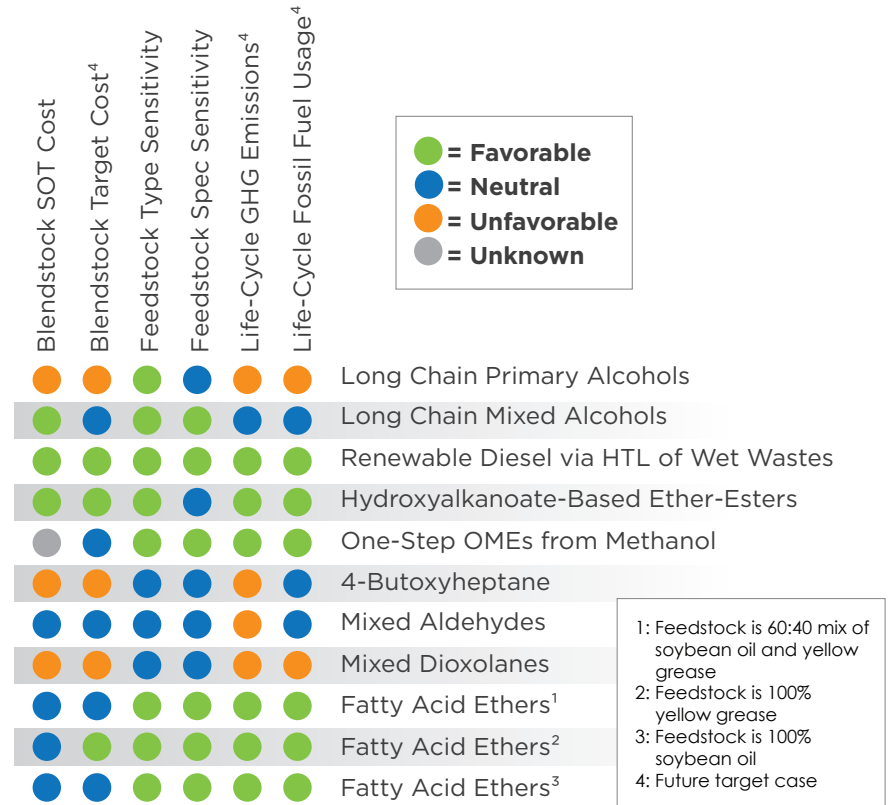 Blendstock SOT Cost
Blendstock Target Cost⁴
Feedstock Type Sensitivity
Feedstock Spec Sensitivity
Life-Cycle GHG Emissions⁴
Life-Cycle Fossil Fuel Usage⁴
= Favorable
= Neutral
= Unfavorable
= Unknown
Long Chain Primary Alcohols
Long Chain Mixed Alcohols
Renewable Diesel via HTL of Wet Wastes
Hydroxyalkanoate-Based Ether-Esters
One-Step OMEs from Methanol
4-Butoxyheptane
Mixed Aldehydes
Mixed Dioxolanes
Fatty Acid Ethers¹
Fatty Acid Ethers²
Fatty Acid Ethers³
1: Feedstock is 60:40 mix of
soybean oil and yellow
grease
2: Feedstock is 100%
yellow grease
3: Feedstock is 100%
soybean oil
4: Future target case